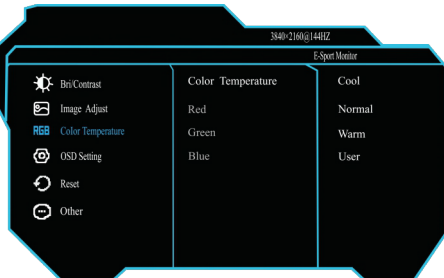 3840×2160@144HZ
E-Sport Monitor
Bri/Contrast
Image Adjust
RGB Color Temperature
OSD Setting
Reset
Other
Color Temperature
Red
Green
Blue
Cool
Normal
Warm
User